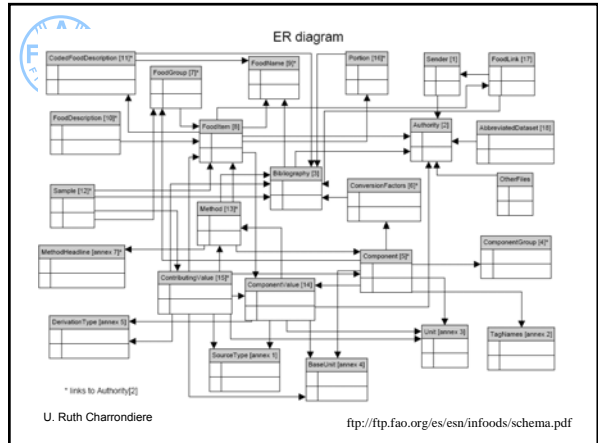 ER diagram
CodedFoodDescription [11]*
FoodGroup [7]*
FoodName [9]*
Portion [16]*
Sender [1]
FoodLink [17]
FoodDescription [10]*
FoodItem [8]
Authority [2]
AbbreviatedDataset [18]
Sample [12]*
Bibliography [3]
ConversionFactors [6]*
OtherFiles
Method [13]*
MethodHeadline [annex 7]*
Component [5]*
ComponentGroup [4]*
ContributingValue [15]*
ComponentValue [14]
DerivationType [annex 5]
Unit [annex 3]
TagNames [annex 2]
SourseType [annex 1]
BaseUnit [annex 4]
* links to Authority[2]
U. Ruth Charrondiere
ftp://ftp.fao.org/es/esn/infoods/schema.pdf